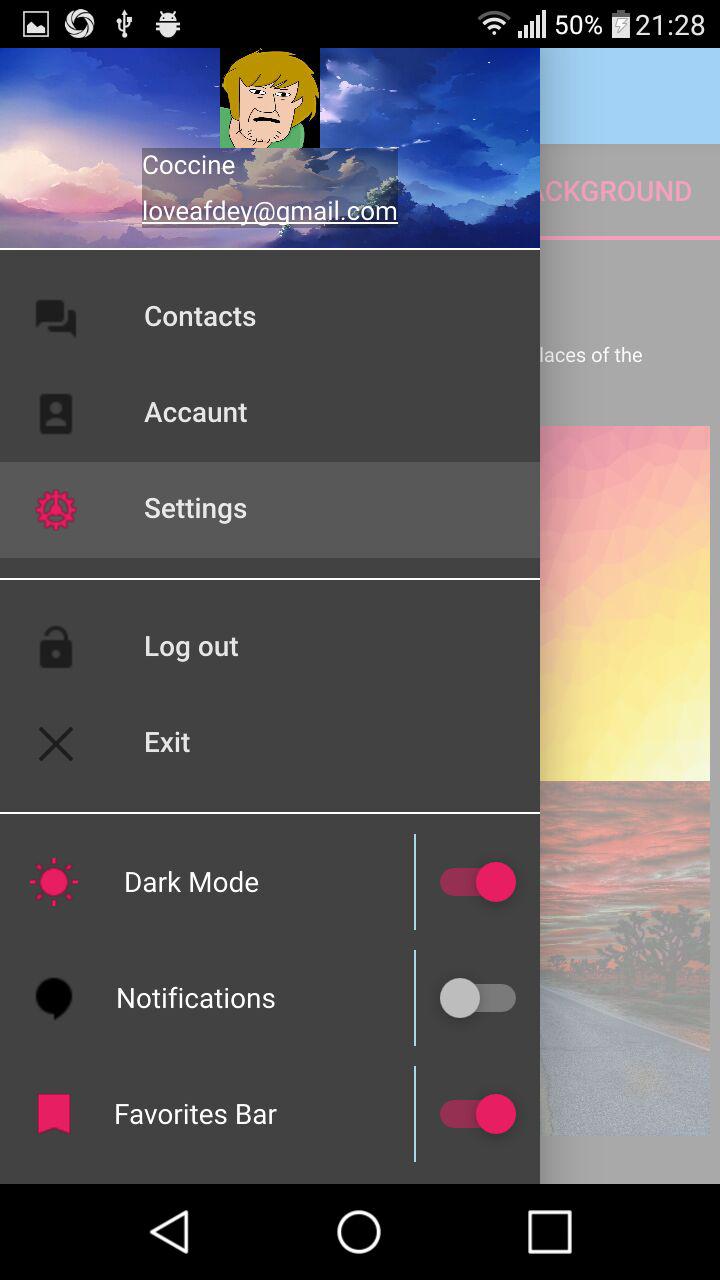 50% 21:28
Coccine
loveafdey@gmail.com
ACKGROUND
Contacts
laces of the
Accaunt
Settings
Log out
Exit
Dark Mode
Notifications
Favorites Bar